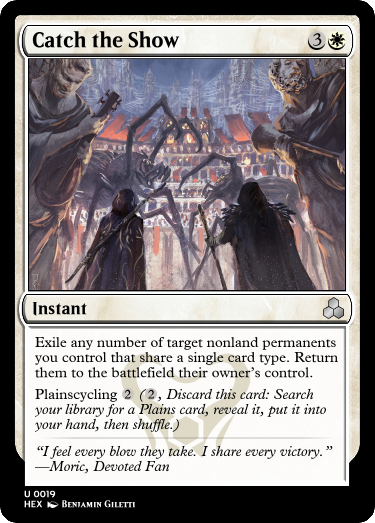 Catch the Show 3
Instant
Exile any number of target nonland permanents
you control that share a single card type. Return
them to the battlefield their owner's control.
Plainscycling 2 (2, Discard this card: Search
your library for a Plains card, reveal it, put it into
your hand, then shuffle.)
“I feel every blow they take. I share every victory.”
—Moric, Devoted Fan
U 0019
HEX Benjamin Giletti